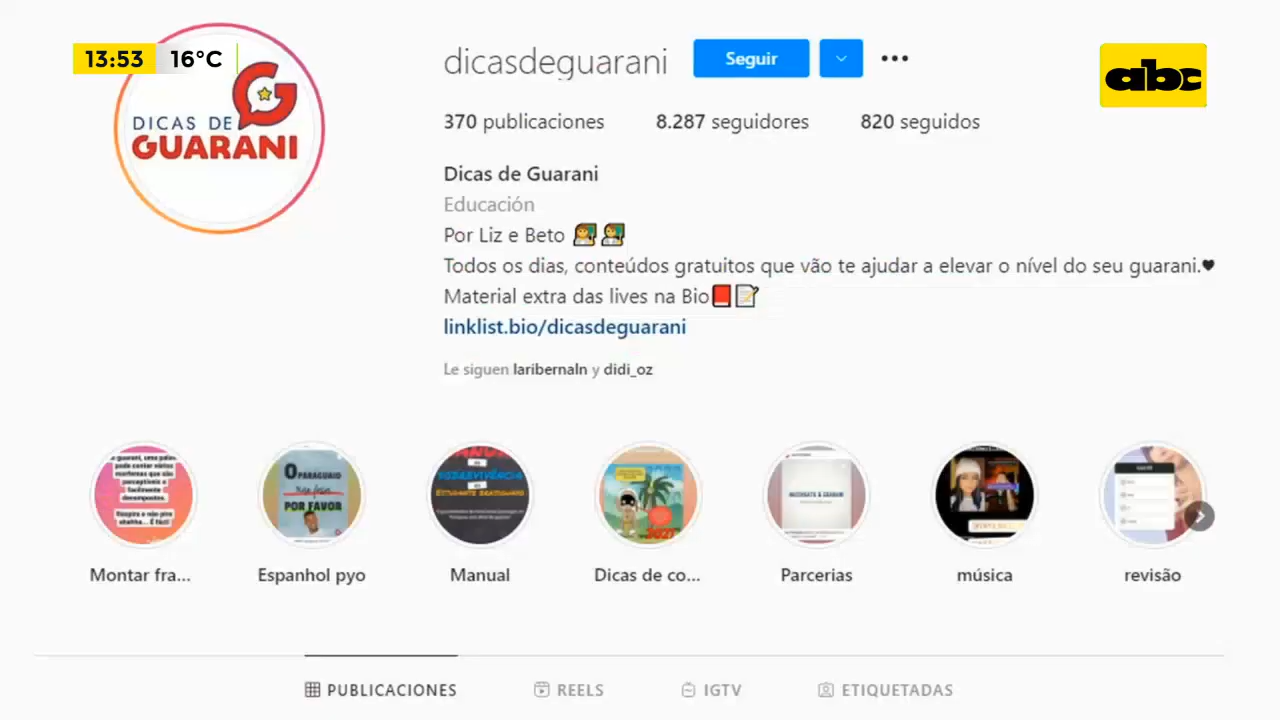 13:53 16°C
abc
DICAS DE
GUARANI
dicasdeguarani Seguir
370 publicaciones 8.287 seguidores 820 seguidos
Dicas de Guarani
Educación
Por Liz e Beto
Todos os dias, conteúdos gratuitos que vão te ajudar a elevar o nível do seu guarani.
Material extra das lives na Bio
linklist.bio/dicasdeguarani
Le siguen laribernaln y didi_oz
O PARAGUAIO
POR FAVOR
Montar fra... Espanhol pyo Manual Dicas de co... Parcerias música revisão
PUBLICACIONES REELS IGTV ETIQUETADAS